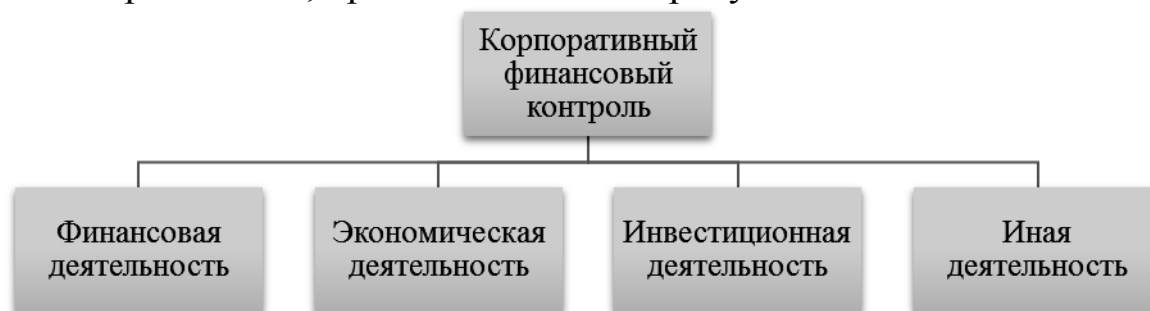 Корпоративный
финансовый
контроль
Финансовая
деятельность
Экономическая
деятельность
Инвестиционная
деятельность
Иная
деятельность